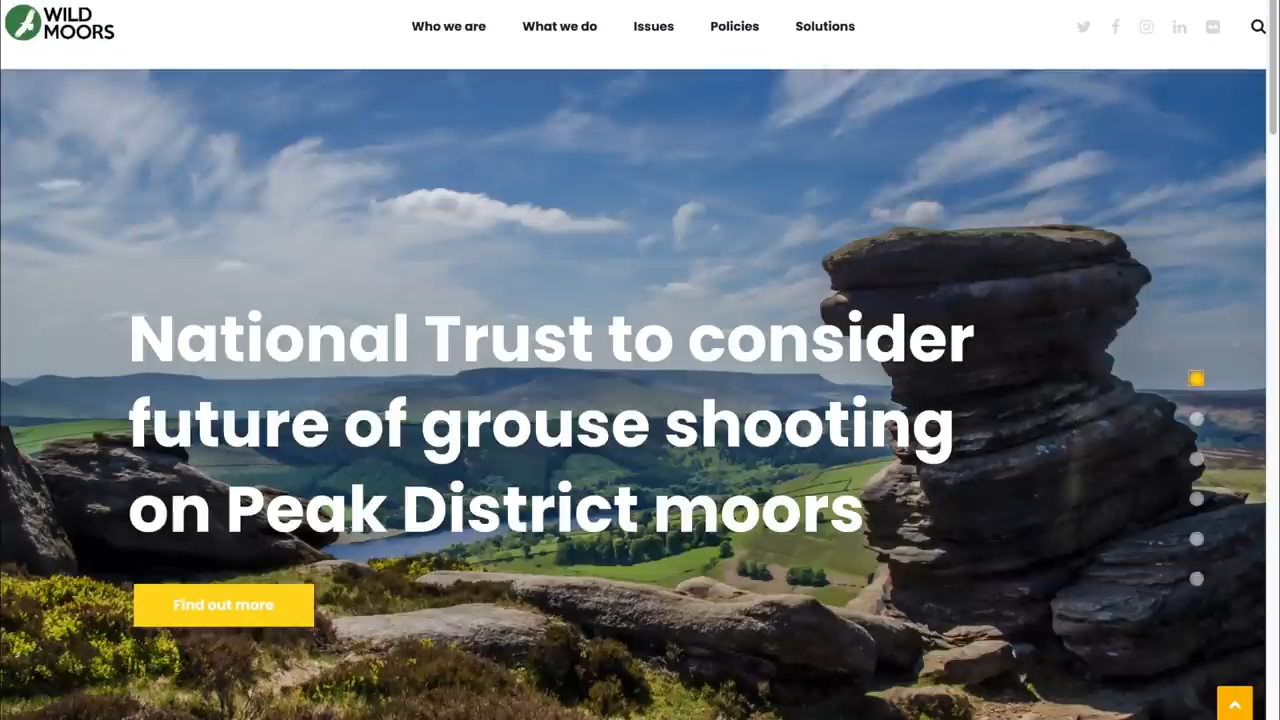 WILD
MOORS
Who we are What we do Issues Policies Solutions
National Trust to consider
future of grouse shooting
on Peak District moors
Find out more